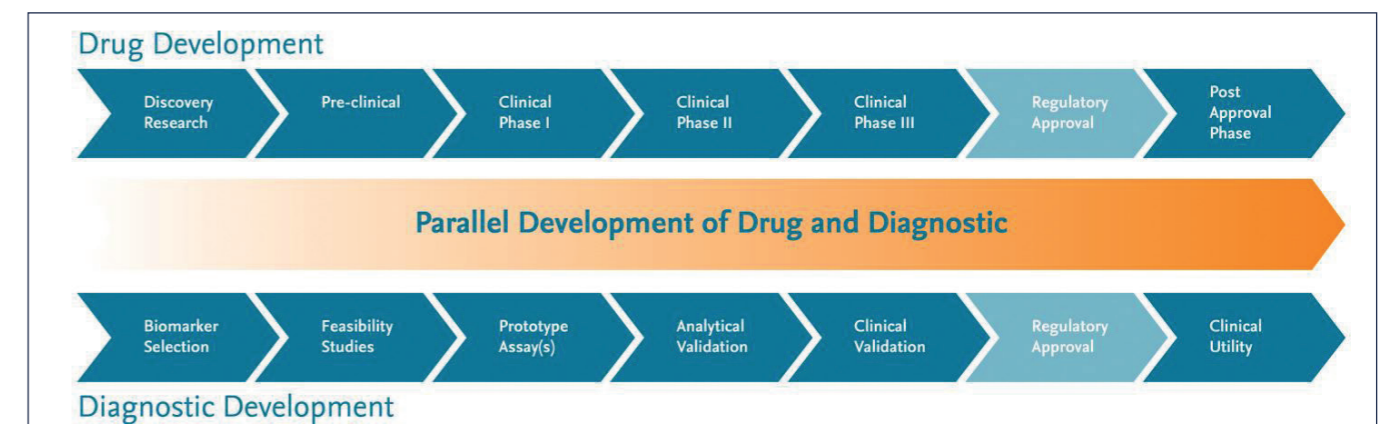 Drug Development
Discovery
Research
Pre-clinical
Clinical
Phase I
Clinical
Phase II
Clinical
Phase III
Regulatory
Approval
Post
Approval
Phase
Parallel Development of Drug and Diagnostic
Biomarker
Selection
Feasibility
Studies
Prototype
Assay(s)
Analytical
Validation
Clinical
Validation
Regulatory
Approval
Clinical
Utility
Diagnostic Development